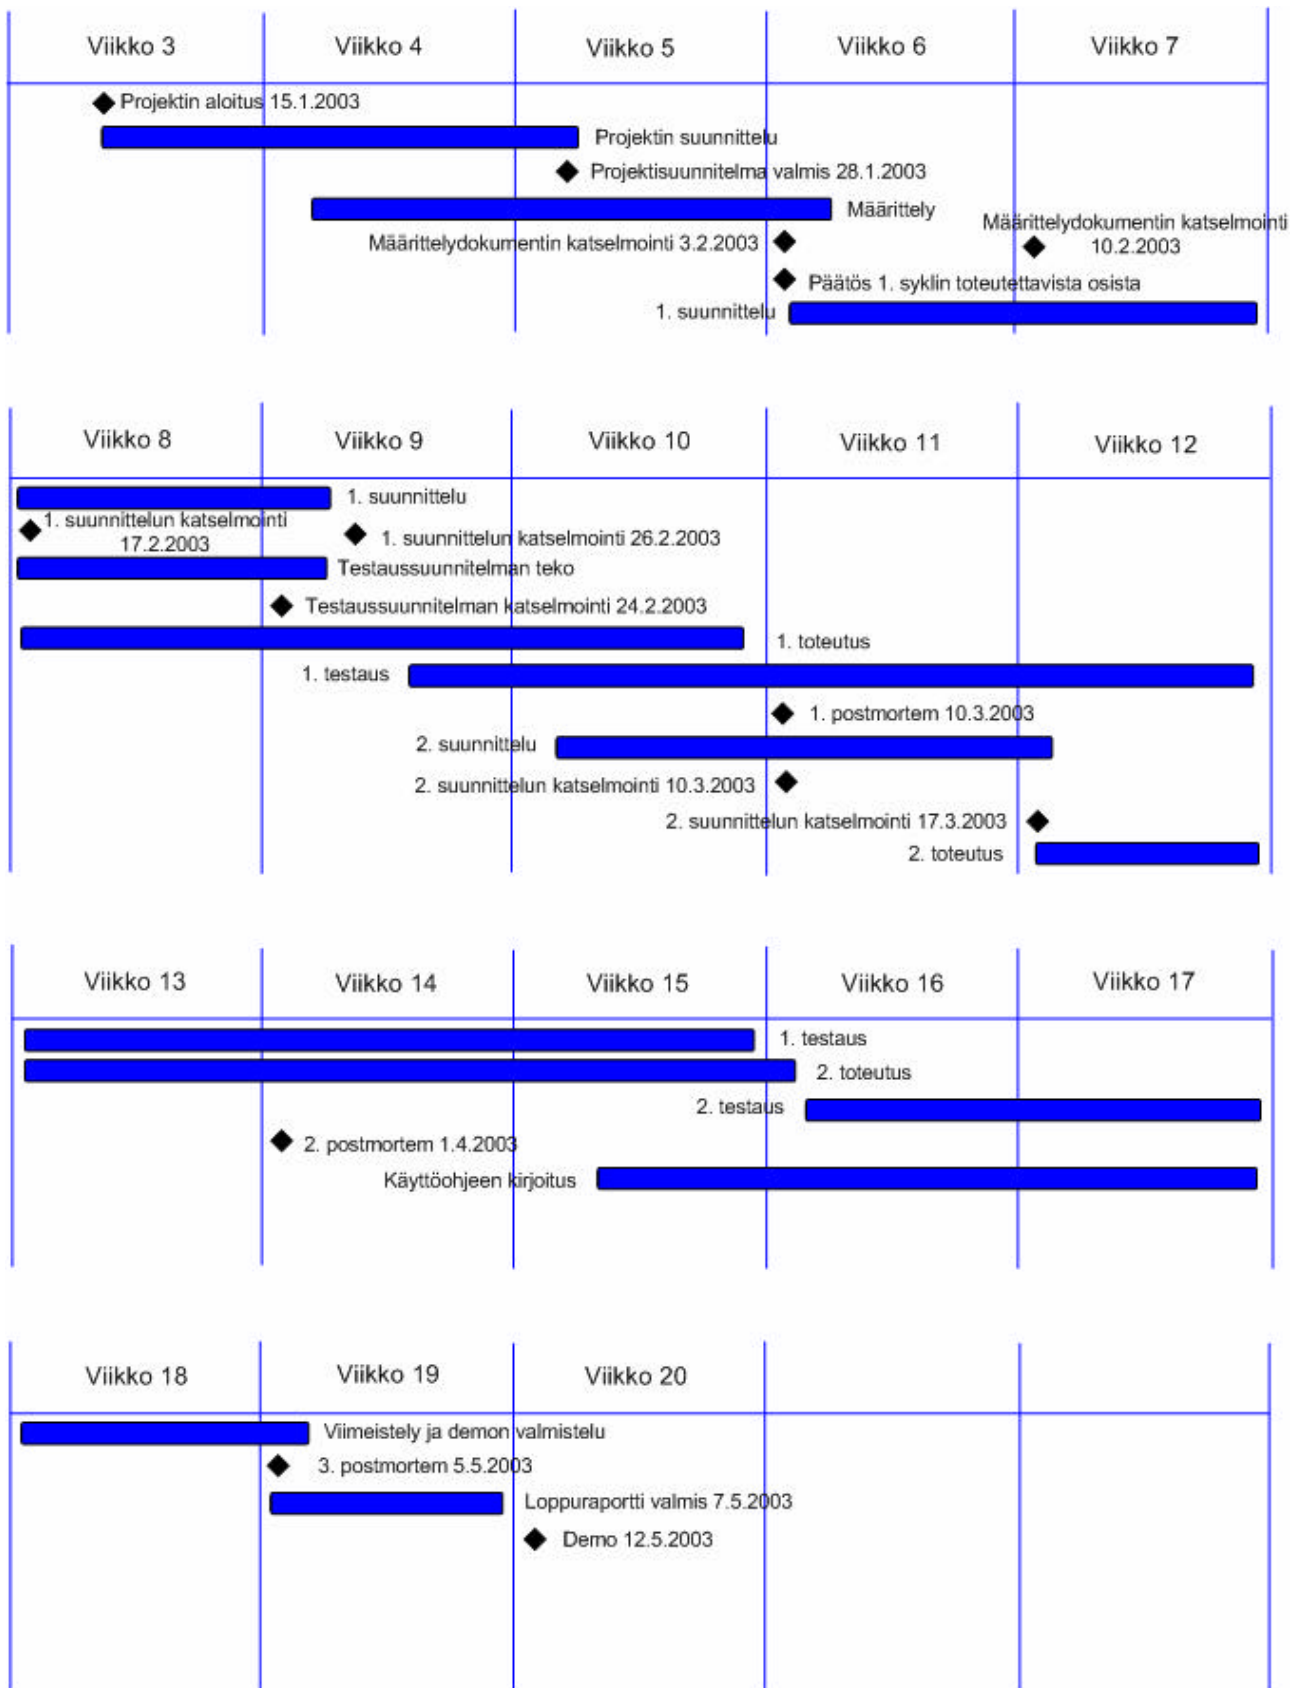 Viikko 3
Viikko 4
Viikko 5
Viikko 6
Viikko 7
Projektin aloitus 15.1.2003
Projektin suunnittelu
Projektisuunnitelma valmis 28.1.2003
Määrittely
Määrittelydokumentin katselmointi 3.2.2003
Määrittelydokumentin katselmointi
10.2.2003
Päätös 1. syklin toteutettavista osista
1. suunnittelu
Viikko 8
Viikko 9
Viikko 10
Viikko 11
Viikko 12
1. suunnittelu
1. suunnittelun katselmointi
17.2.2003
1. suunnittelun katselmointi 26.2.2003
Testaussuunnitelman teko
Testaussuunnitelman katselmointi 24.2.2003
1. toteutus
1. testaus
1. postmortem 10.3.2003
2. suunnittelu
2. suunnittelun katselmointi 10.3.2003
2. suunnittelun katselmointi 17.3.2003
2. toteutus
Viikko 13
Viikko 14
Viikko 15
Viikko 16
Viikko 17
1. testaus
2. toteutus
2. testaus
2. postmortem 1.4.2003
Käyttöohjeen kirjoitus
Viikko 18
Viikko 19
Viikko 20
Viimeistely ja demon valmistelu
3. postmortem 5.5.2003
Loppuraportti valmis 7.5.2003
Demo 12.5.2003